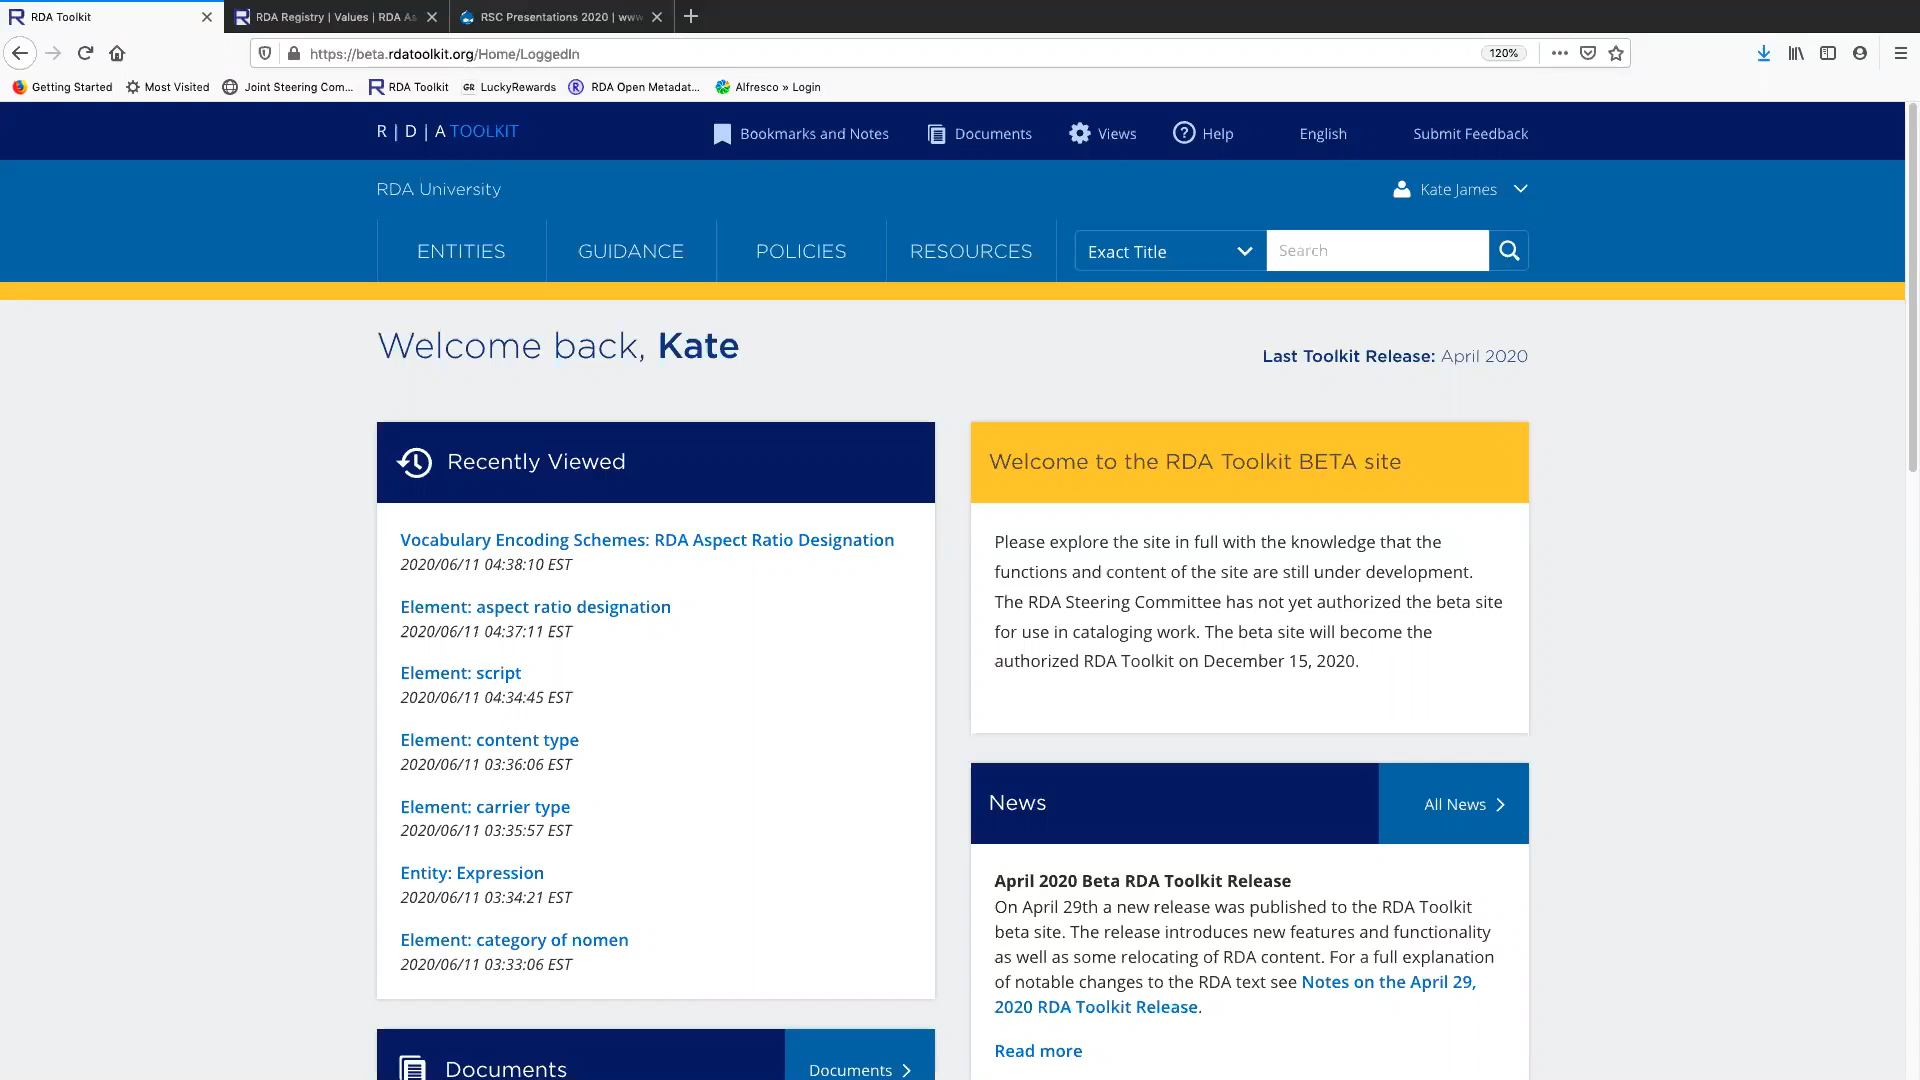 RDA Toolkit
RDA Registry | Values | RDA As
RSC Presentations 2020 | www
https://beta.rdatoolkit.org/Home/LoggedIn
120%
Getting Started
Most Visited
Joint Steering Com...
RDA Toolkit
GR LuckyRewards
RDA Open Metadat...
Alfresco » Login
R | D | A TOOLKIT
Bookmarks and Notes
Documents
Views
Help
English
Submit Feedback
RDA University
Kate James
ENTITIES
GUIDANCE
POLICIES
RESOURCES
Exact Title
Search
Welcome back, Kate
Last Toolkit Release: April 2020
Recently Viewed
Vocabulary Encoding Schemes: RDA Aspect Ratio Designation
2020/06/11 04:38:10 EST
Element: aspect ratio designation
2020/06/11 04:37:11 EST
Element: script
2020/06/11 04:34:45 EST
Element: content type
2020/06/11 03:36:06 EST
Element: carrier type
2020/06/11 03:35:57 EST
Entity: Expression
2020/06/11 03:34:21 EST
Element: category of nomen
2020/06/11 03:33:06 EST
Documents
Documents
Welcome to the RDA Toolkit BETA site
Please explore the site in full with the knowledge that the
functions and content of the site are still under development.
The RDA Steering Committee has not yet authorized the beta site
for use in cataloging work. The beta site will become the
authorized RDA Toolkit on December 15, 2020.
News
All News
April 2020 Beta RDA Toolkit Release
On April 29th a new release was published to the RDA Toolkit
beta site. The release introduces new features and functionality
as well as some relocating of RDA content. For a full explanation
of notable changes to the RDA text see Notes on the April 29,
2020 RDA Toolkit Release.
Read more